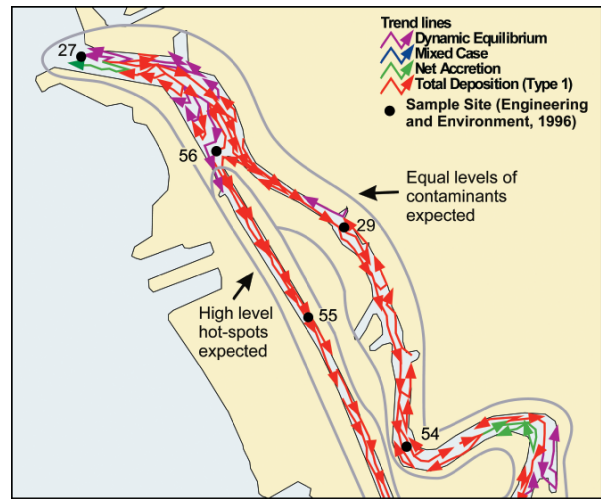 Trend lines
Dynamic Equilibrium
Mixed Case
Net Accretion
Total Deposition (Type 1)
Sample Site (Engineering
and Environment, 1996)
27
56
Equal levels of
contaminants
expected
29
High level
hot-spots
expected
55
54